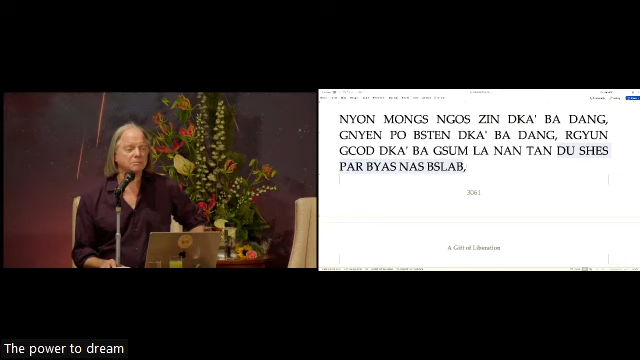 NYON MONGS NGOS ZIN DKA' BA DANG,
GNYEN PO BSTEN DKA' BA DANG, RGYUN
GCOD DKA' BA GSUM LA NAN TAN DU SHES
PAR BYAS NAS BSLAB,
3061
A Gift of Liberation
The power to dream